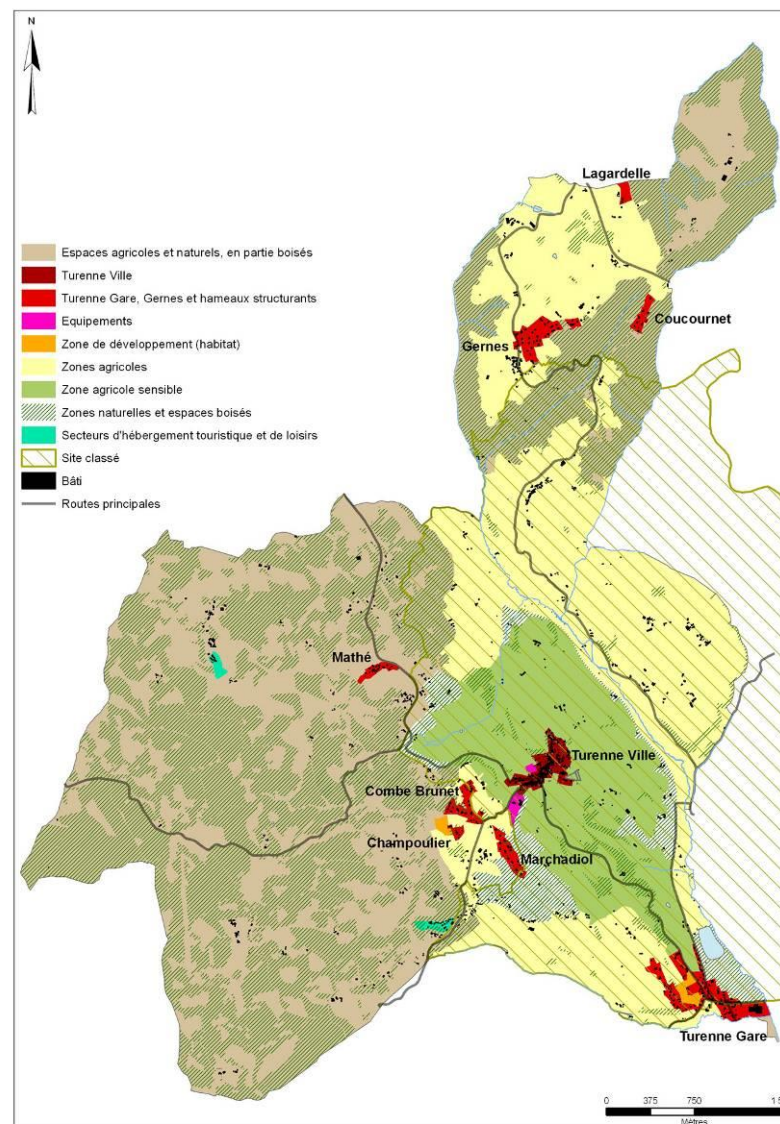 N
Lagardelle
Espaces agricoles et naturels, en partie boisés
Turenne Ville
Turenne Gare, Gernes et hameaux structurants
Equipements
Zone de développement (habitat)
Zones agricoles
Zone agricole sensible
Zones naturelles et espaces boisés
Secteurs d'hébergement touristique et de loisirs
Site classé
Bâti
Routes principales
Coucournet
Gernes
Mathé
Turenne Ville
Combe Brunet
Champoulier
Marchadiol
Turenne Gare
0 375 750
Mètres